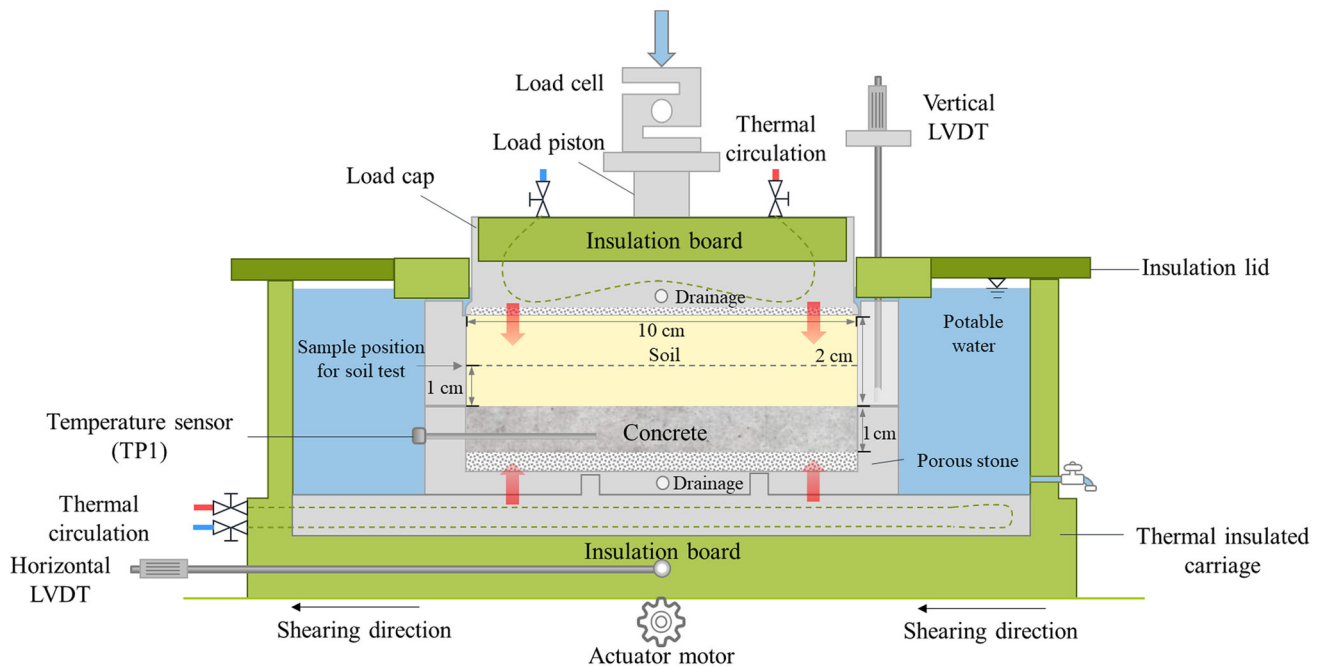 Load cell
Vertical
LVDT
Thermal
circulation
Load piston
Load cap
Insulation board
Insulation lid
Drainage
10 cm
Potable
water
Sample position
for soil test
Soil
2 cm
1 cm
Temperature sensor
(TP1)
Concrete
1cm
Porous stone
Drainage
Thermal
circulation
Insulation board
Thermal insulated
carriage
Horizontal
LVDT
Shearing direction
Shearing direction
Actuator motor